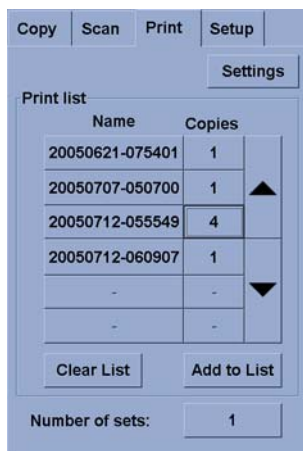 Copy Scan Print Setup
Settings
Print list
Name Copies
20050621-075401 1
20050707-050700 1
20050712-055549 4
20050712-060907 1
- -
- -
Clear List Add to List
Number of sets: 1